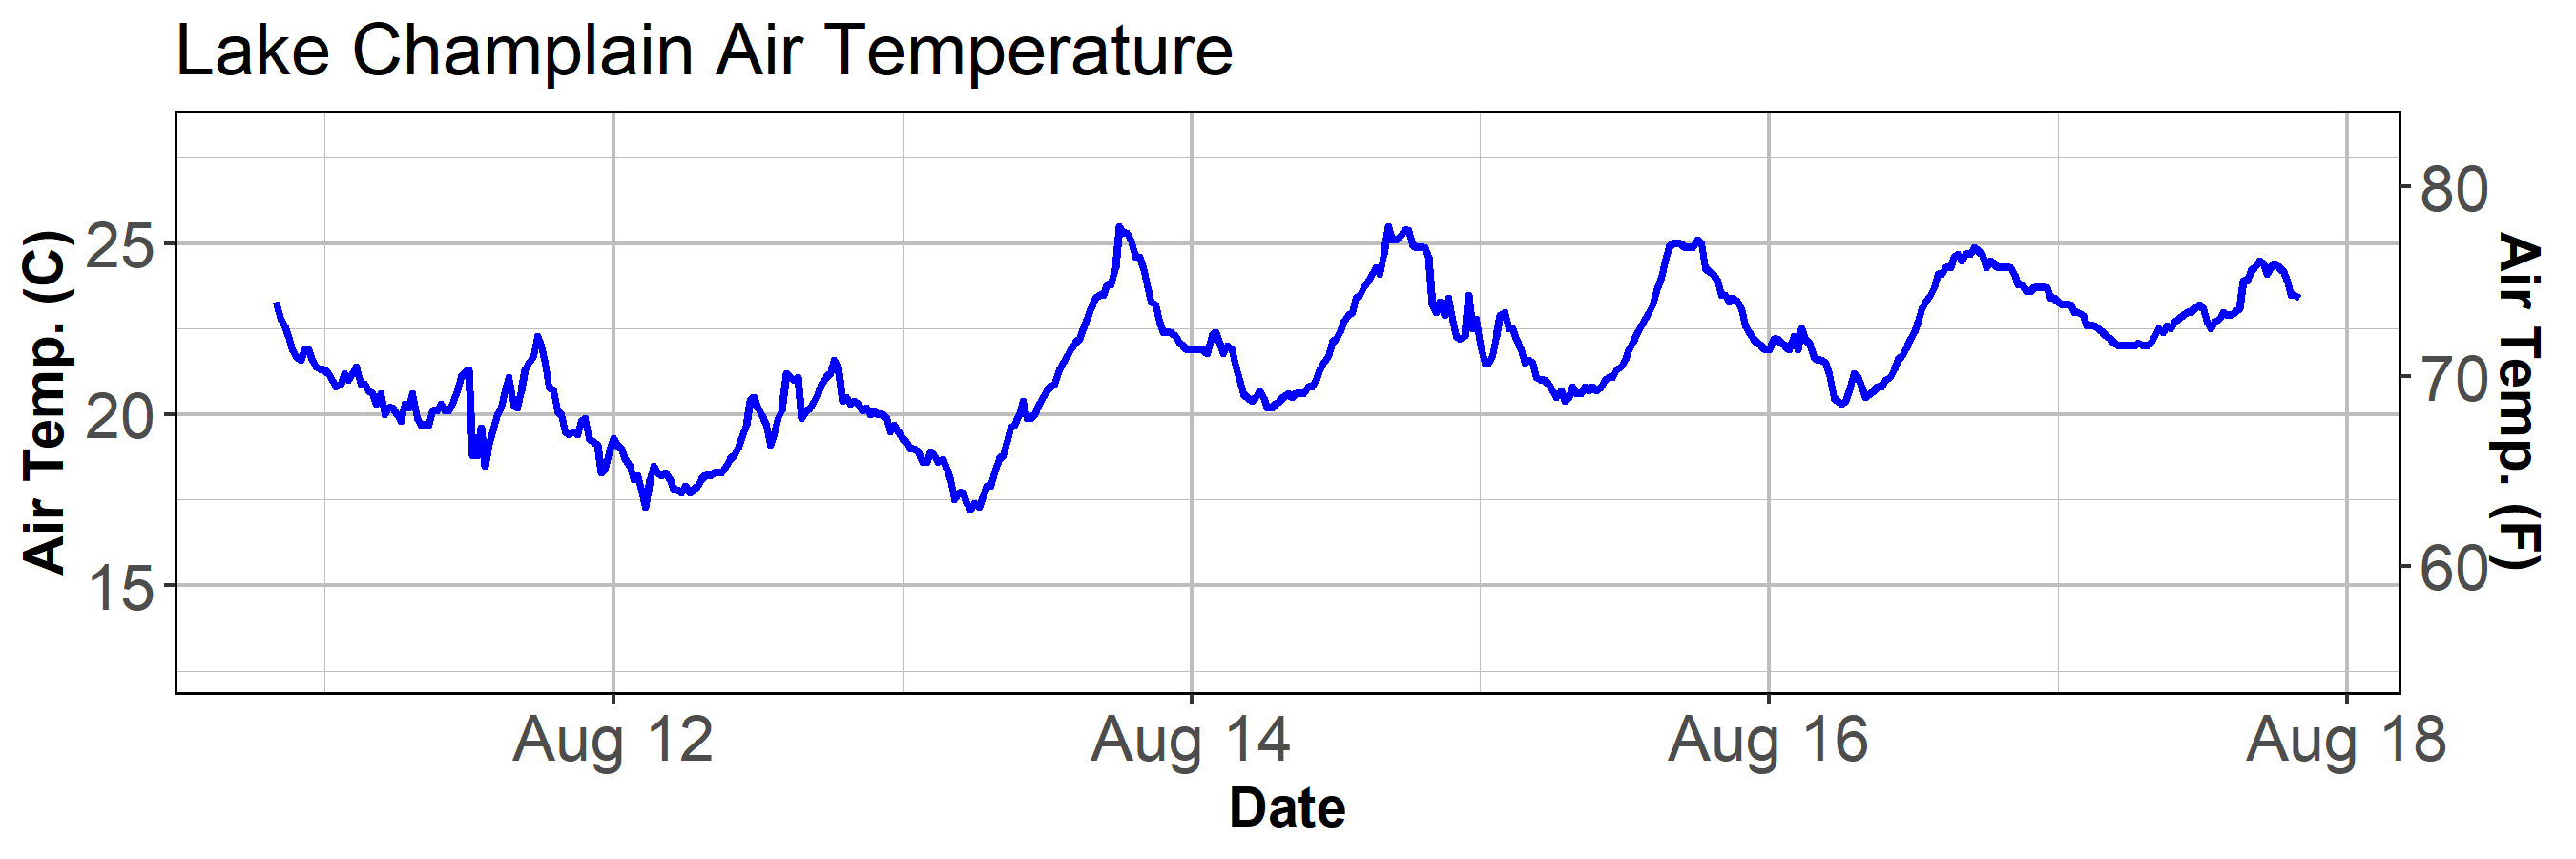 Lake Champlain Air Temperature
Air Temp. (C)
25
20
15
80
70
60
Air Temp. (F)
Aug 12
Aug 14
Aug 16
Aug 18
Date